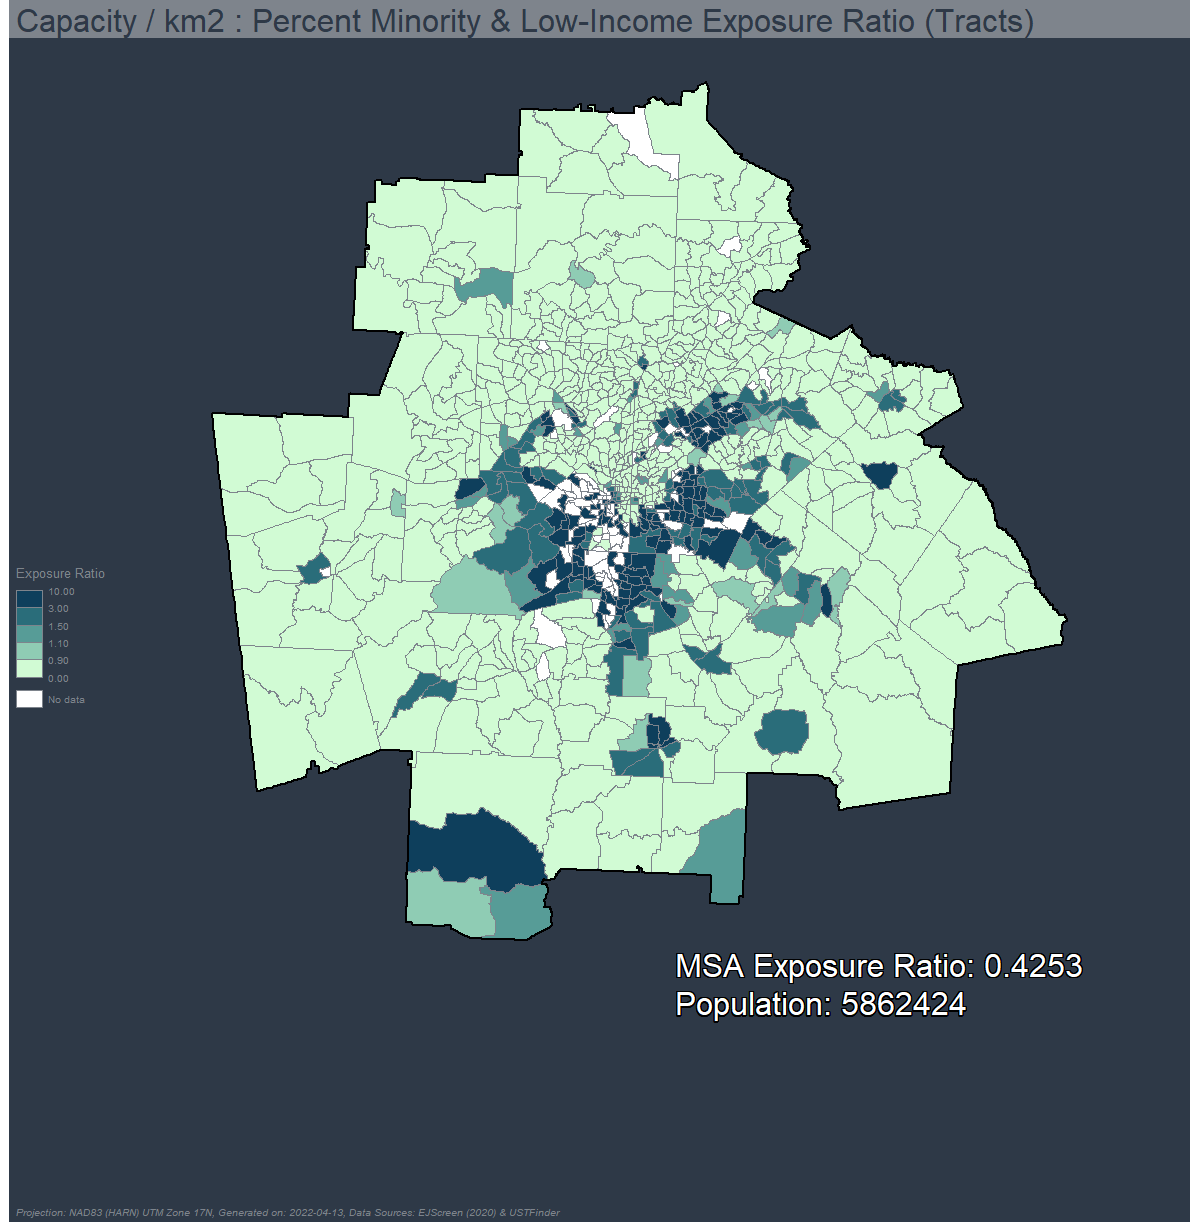 Capacity / km2 : Percent Minority & Low-Income Exposure Ratio (Tracts)
Exposure Ratio
10.00
3.00
1.50
1.10
0.90
0.00
No data
MSA Exposure Ratio: 0.4253
Population: 5862424
Projection: NAD83 (HARN) UTM Zone 17N, Generated on: 2022-04-13, Data Sources: EJScreen (2020) & USTFinder